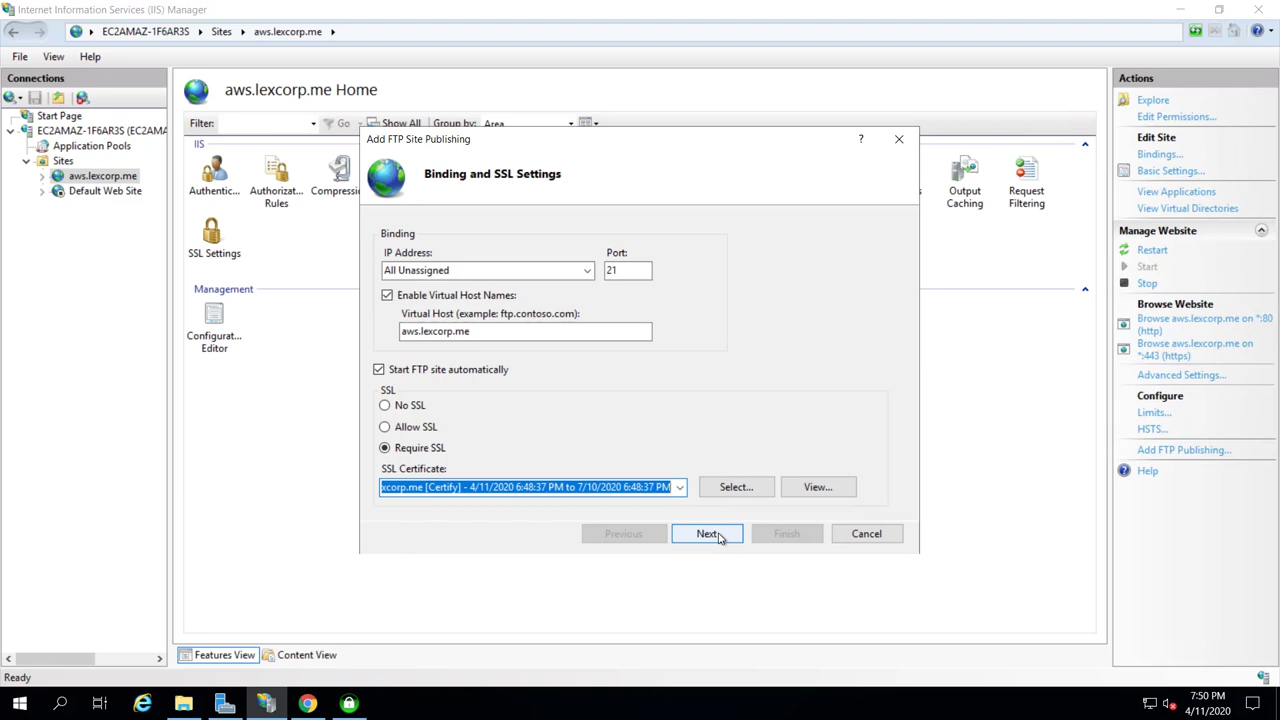 Internet Information Services (IIS) Manager
EC2AMAZ-1F6AR3S
Sites
aws.lexcorp.me
File
View
Help
Connections
Start Page
EC2AMAZ-1F6AR3S (EC2AMA
Application Pools
Sites
aws.lexcorp.me
Default Web Site
aws.lexcorp.me Home
Filter:
Go
Show All
Group by:
Area
IIS
Authentic...
Authorizat...
Rules
Compressi
Output
Caching
Request
Filtering
SSL Settings
Management
Configurat...
Editor
Add FTP Site Publishing
?
Binding and SSL Settings
Binding
IP Address:
Port:
All Unassigned
21
Enable Virtual Host Names:
Virtual Host (example: ftp.contoso.com):
aws.lexcorp.me
Start FTP site automatically
SSL
No SSL
Allow SSL
Require SSL
SSL Certificate:
xcorp.me [Certify] - 4/11/2020 6:48:37 PM to 7/10/2020 6:48:37 PM
Select...
View...
Previous
Next
Finish
Cancel
Actions
Explore
Edit Permissions...
Edit Site
Bindings...
Basic Settings...
View Applications
View Virtual Directories
Manage Website
Restart
Start
Stop
Browse Website
Browse aws.lexcorp.me on *:80
(http)
Browse aws.lexcorp.me on
*:443 (https)
Advanced Settings...
Configure
Limits...
HSTS...
Add FTP Publishing...
Help
Features View
Content View
Ready
7:50 PM
4/11/2020